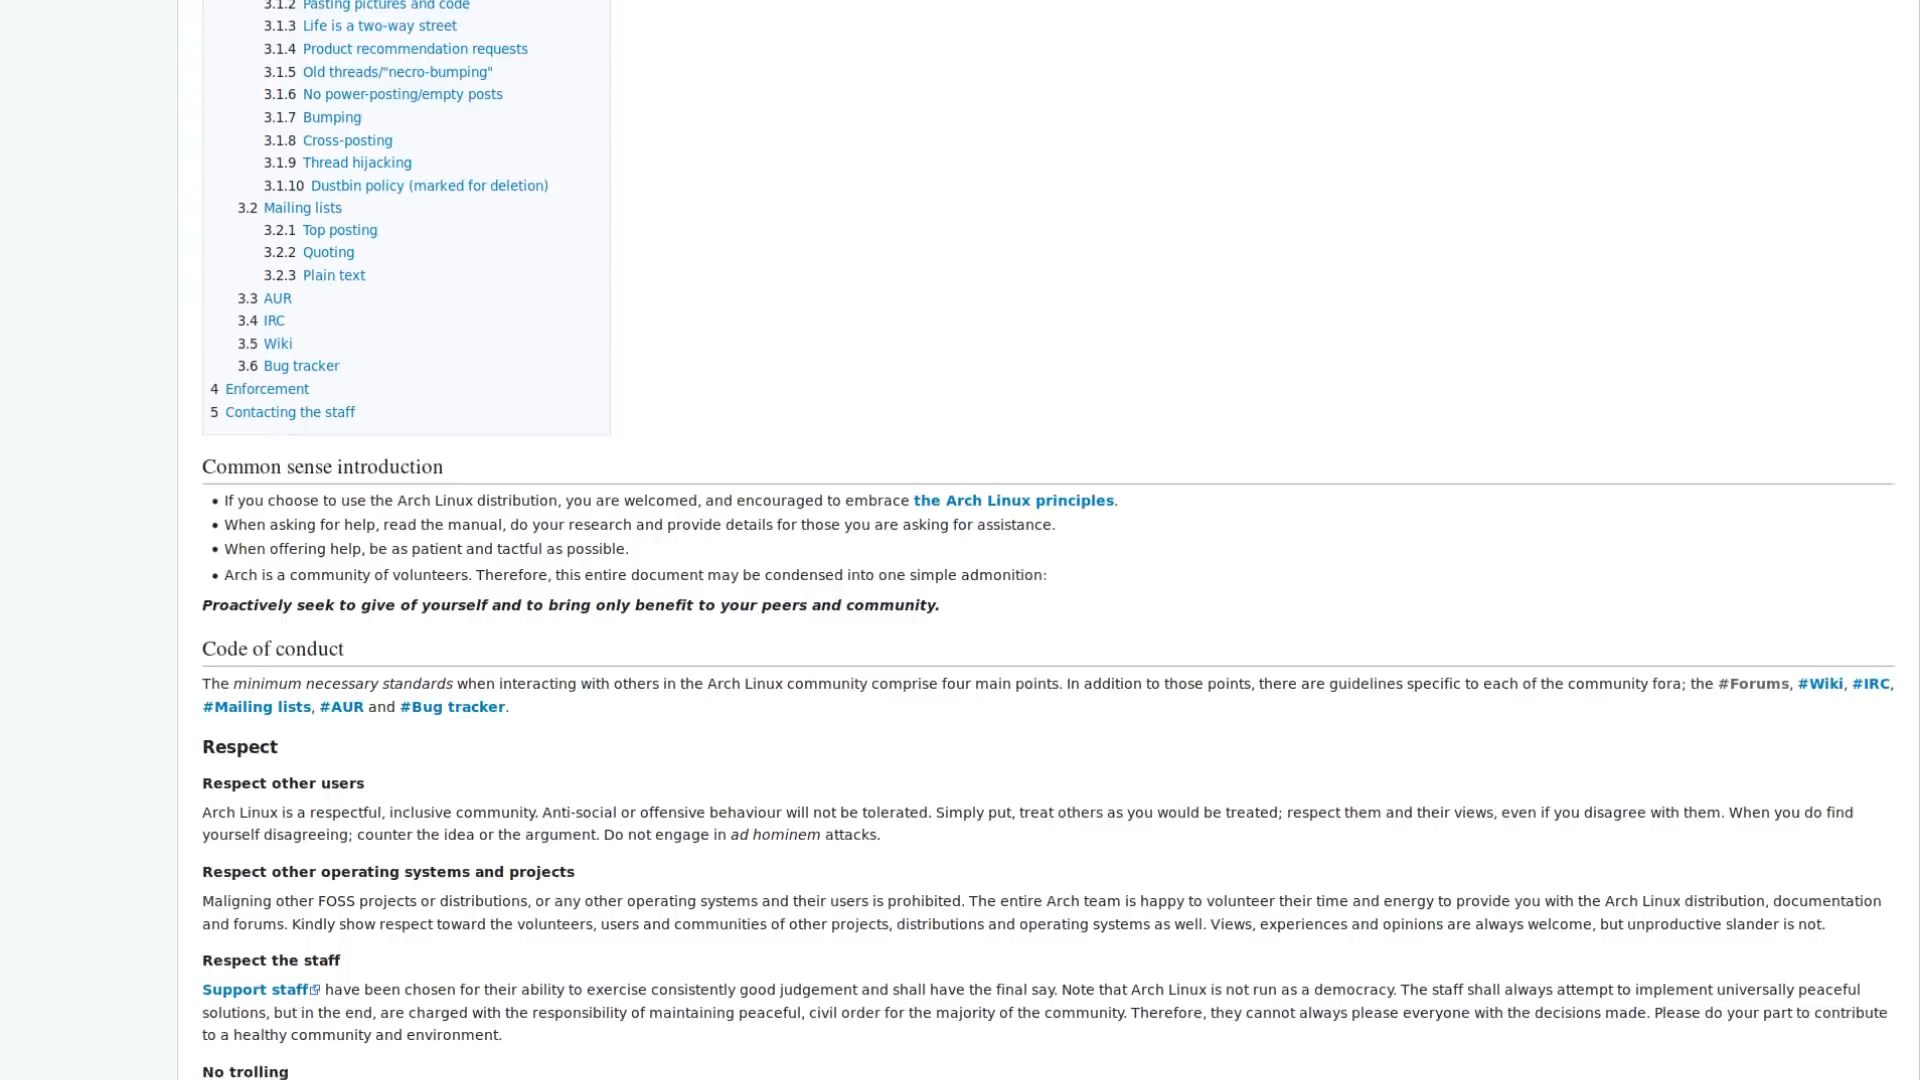 3.1.2 Pasting pictures and code
3.1.3 Life is a two-way street
3.1.4 Product recommendation requests
3.1.5 Old threads/"necro-bumping"
3.1.6 No power-posting/empty posts
3.1.7 Bumping
3.1.8 Cross-posting
3.1.9 Thread hijacking
3.1.10 Dustbin policy (marked for deletion)
3.2 Mailing lists
3.2.1 Top posting
3.2.2 Quoting
3.2.3 Plain text
3.3 AUR
3.4 IRC
3.5 Wiki
3.6 Bug tracker
4 Enforcement
5 Contacting the staff
Common sense introduction
• If you choose to use the Arch Linux distribution, you are welcomed, and encouraged to embrace the Arch Linux principles.
• When asking for help, read the manual, do your research and provide details for those you are asking for assistance.
• When offering help, be as patient and tactful as possible.
• Arch is a community of volunteers. Therefore, this entire document may be condensed into one simple admonition:
Proactively seek to give of yourself and to bring only benefit to your peers and community.
Code of conduct
The minimum necessary standards when interacting with others in the Arch Linux community comprise four main points. In addition to those points, there are guidelines specific to each of the community fora; the #Forums, #Wiki, #IRC,
#Mailing lists, #AUR and #Bug tracker.
Respect
Respect other users
Arch Linux is a respectful, inclusive community. Anti-social or offensive behaviour will not be tolerated. Simply put, treat others as you would be treated; respect them and their views, even if you disagree with them. When you do find
yourself disagreeing; counter the idea or the argument. Do not engage in ad hominem attacks.
Respect other operating systems and projects
Maligning other FOSS projects or distributions, or any other operating systems and their users is prohibited. The entire Arch team is happy to volunteer their time and energy to provide you with the Arch Linux distribution, documentation
and forums. Kindly show respect toward the volunteers, users and communities of other projects, distributions and operating systems as well. Views, experiences and opinions are always welcome, but unproductive slander is not.
Respect the staff
Support staff have been chosen for their ability to exercise consistently good judgement and shall have the final say. Note that Arch Linux is not run as a democracy. The staff shall always attempt to implement universally peaceful
solutions, but in the end, are charged with the responsibility of maintaining peaceful, civil order for the majority of the community. Therefore, they cannot always please everyone with the decisions made. Please do your part to contribute
to a healthy community and environment.
No trolling